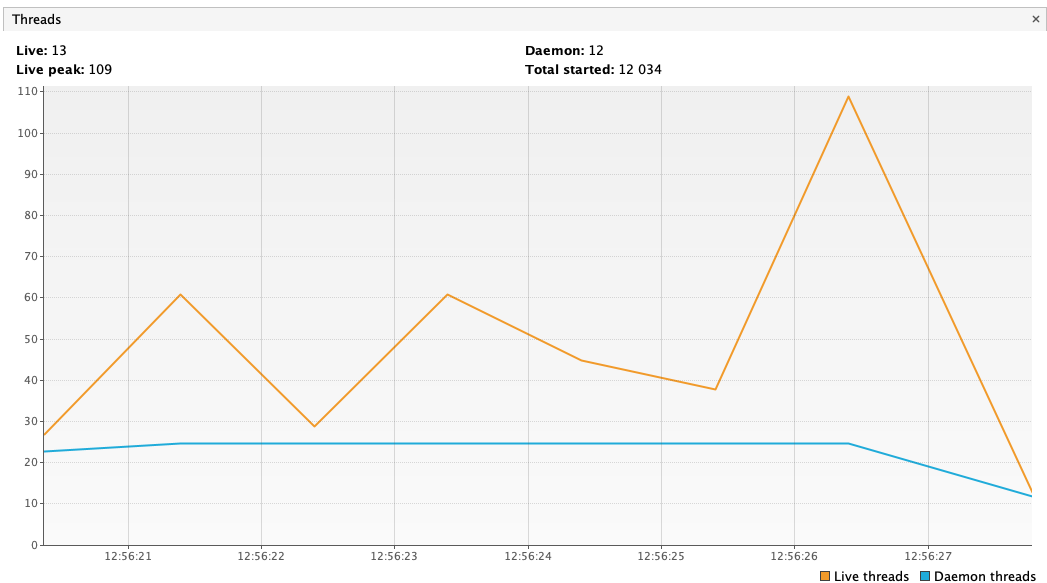 Threads ×
Live: 13 Daemon: 12
Live peak: 109 Total started: 12 034
110
100
90
80
70
60
50
40
30
20
10
0
12:56:21 12:56:22 12:56:23 12:56:24 12:56:25 12:56:26 12:56:27
Live threads Daemon threads